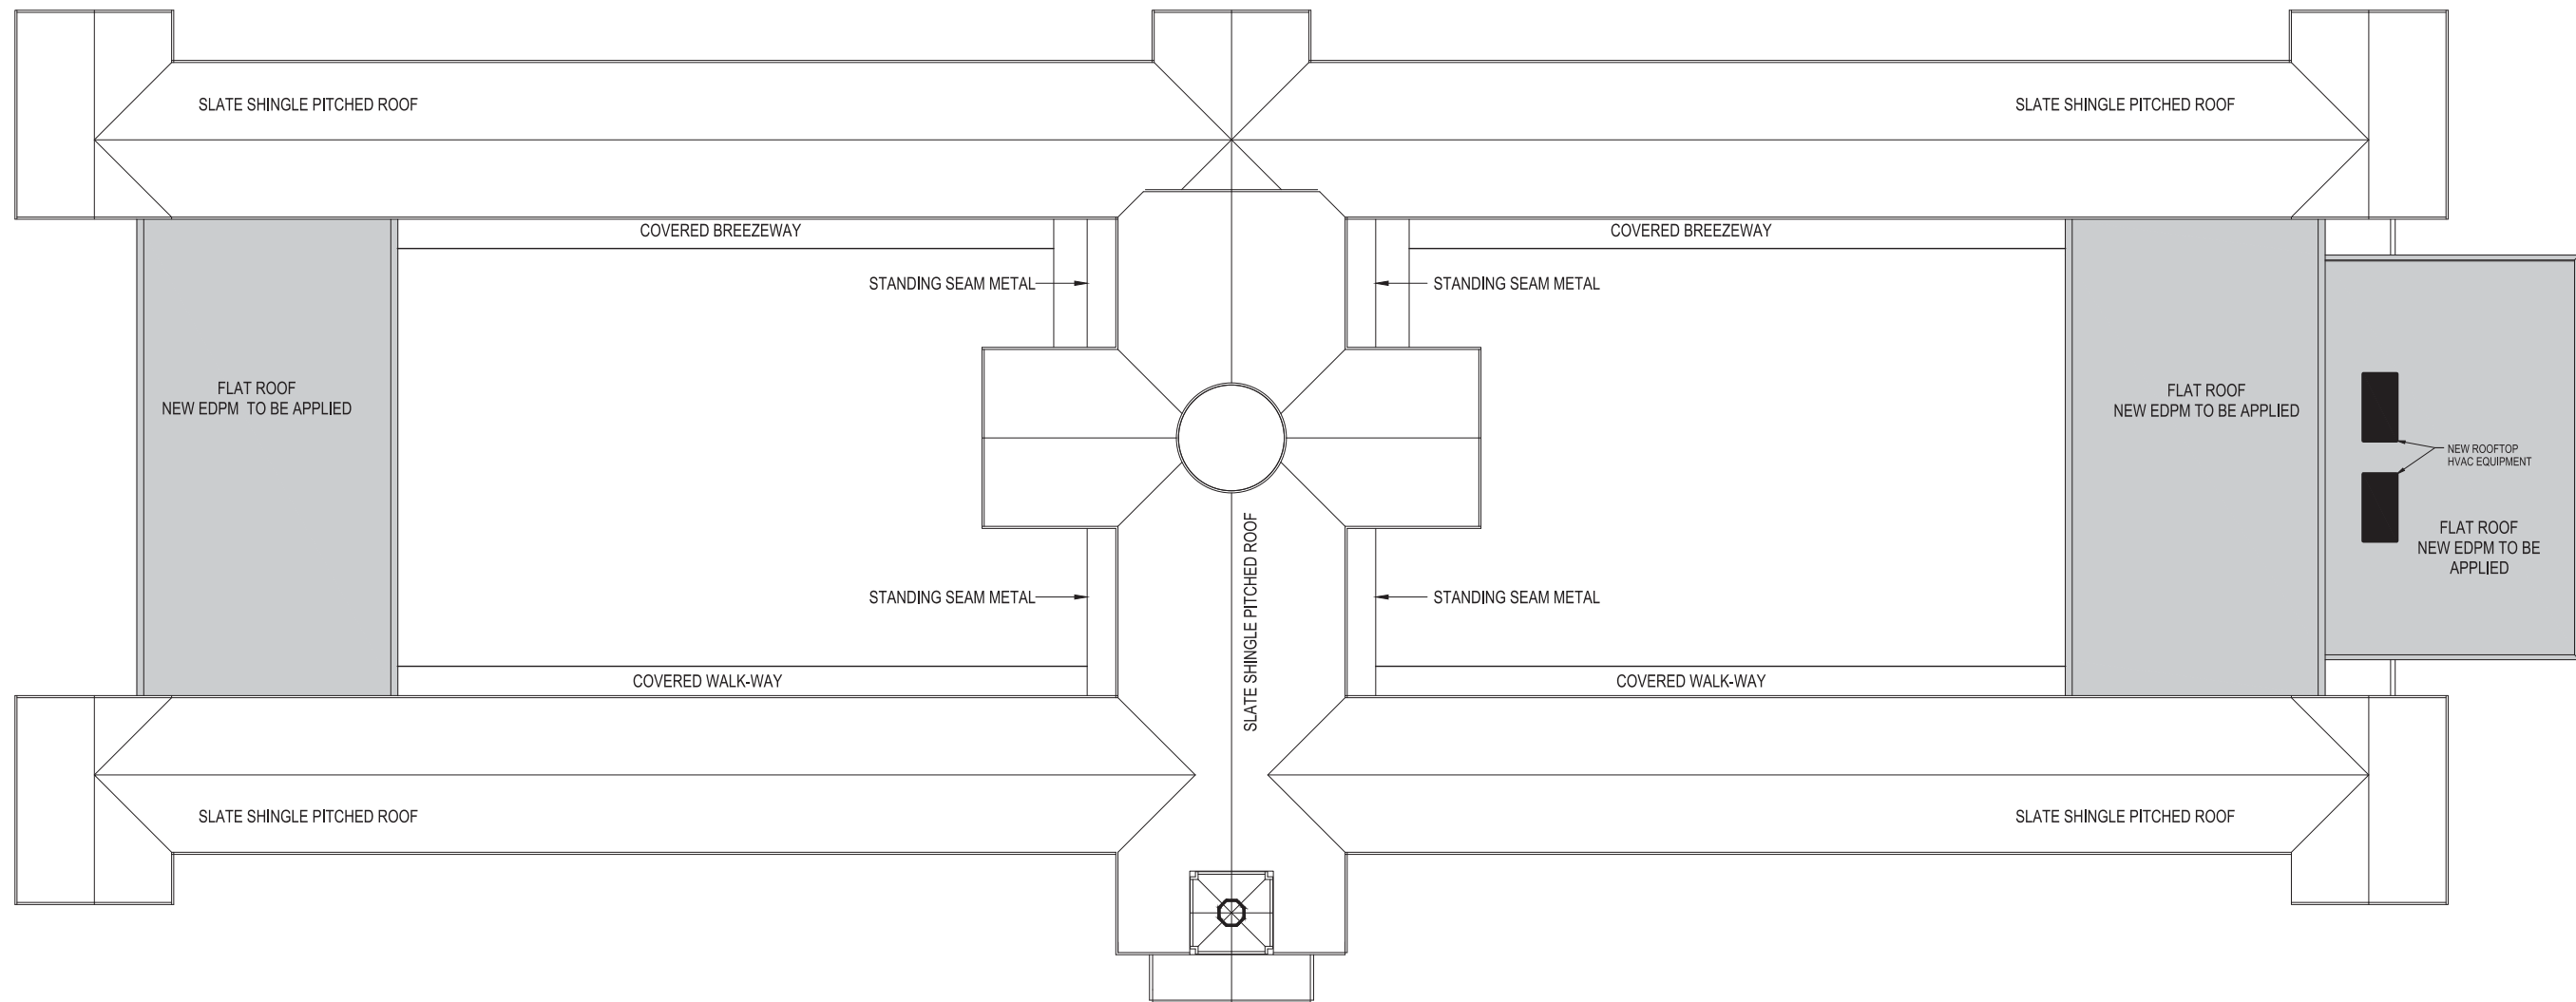 SLATE SHINGLE PITCHED ROOF
SLATE SHINGLE PITCHED ROOF
COVERED BREEZEWAY
COVERED BREEZEWAY
STANDING SEAM METAL
STANDING SEAM METAL
FLAT ROOF
NEW EDPM TO BE APPLIED
FLAT ROOF
NEW EDPM TO BE APPLIED
NEW ROOFTOP
HVAC EQUIPMENT
FLAT ROOF
NEW EDPM TO BE
APPLIED
SLATE SHINGLE PITCHED ROOF
STANDING SEAM METAL
STANDING SEAM METAL
COVERED WALK-WAY
COVERED WALK-WAY
SLATE SHINGLE PITCHED ROOF
SLATE SHINGLE PITCHED ROOF